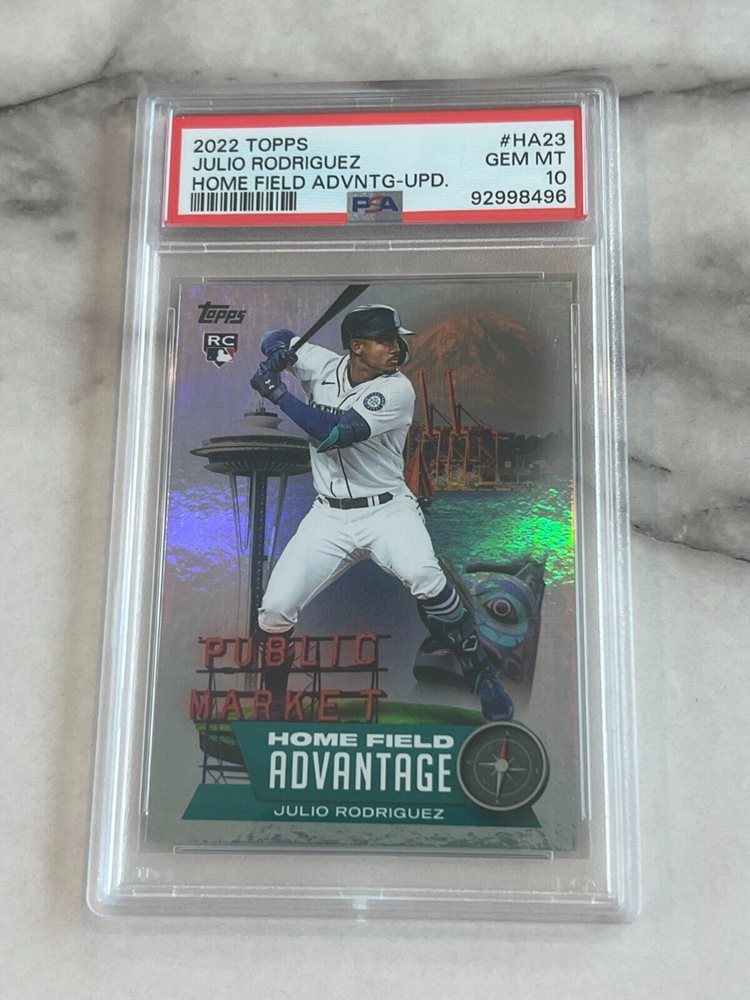 2022 TOPPS #HA23
JULIO RODRIGUEZ GEM MT
HOME FIELD ADVNTG-UPD. 10
PSA 92998496
topps
RC
PUBLIC
MARKET
HOME FIELD
ADVANTAGE
JULIO RODRIGUEZ